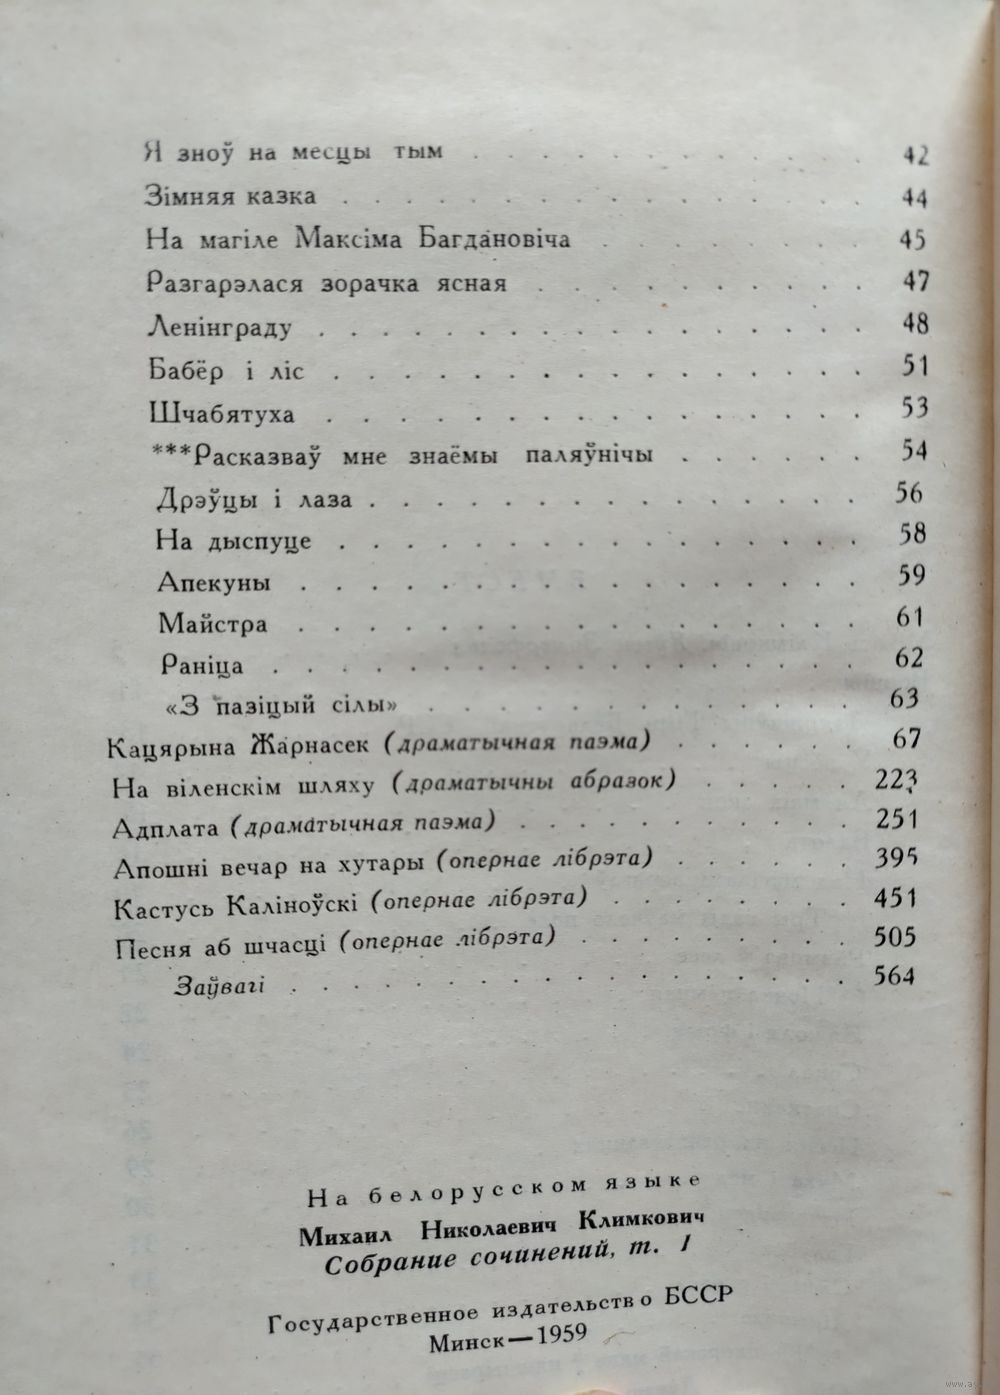 Я зноў на месцы тым . . . . . . . . . . . . 42
Зімняя казка . . . . . . . . . . . . . . . 44
На магіле Максіма Багдановіча . . . . . . . . 45
Разгарэлася зорачка ясная . . . . . . . . . . 47
Ленінграду . . . . . . . . . . . . . . . . 48
Бабёр і ліс . . . . . . . . . . . . . . . 51
Шчабятуха . . . . . . . . . . . . . . . 53
***Расказваў мне знаёмы паляўнічы . . . . . . 54
Дрэўцы і лаза . . . . . . . . . . . . . . 56
На дыспуце . . . . . . . . . . . . . . . 58
Апекуны . . . . . . . . . . . . . . . . 59
Майстра . . . . . . . . . . . . . . . . 61
Раніца . . . . . . . . . . . . . . . . . 62
«З пазіцый сілы» . . . . . . . . . . . . 63
Кацярына Жарнасек (драматычная паэма) . . . . . 67
На віленскім шляху (драматычны абразок) . . . . . 223
Адплата (драматычная паэма) . . . . . . . . . . 251
Апошні вечар на хутары (опернае лібрэта) . . . . . 395
Кастусь Каліноўскі (опернае лібрэта) . . . . . . . 451
Песня аб шчасці (опернае лібрэта) . . . . . . . . 505
Заўвагі . . . . . . . . . . . . . . . . . 564
На белорусском языке
Михаил Николаевич Климкович
Собрание сочинений, т. I
Государственное издательство БССР
Минск—1959